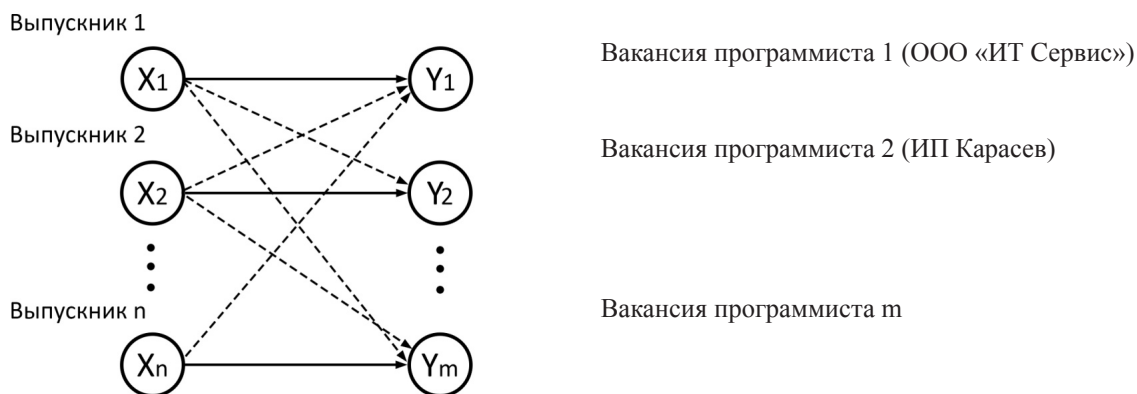 Выпускник 1
X1
Y1
Вакансия программиста 1 (ООО «ИТ Сервис»)
Выпускник 2
X2
Y2
Вакансия программиста 2 (ИП Карасев)
Выпускник n
Xn
Ym
Вакансия программиста m